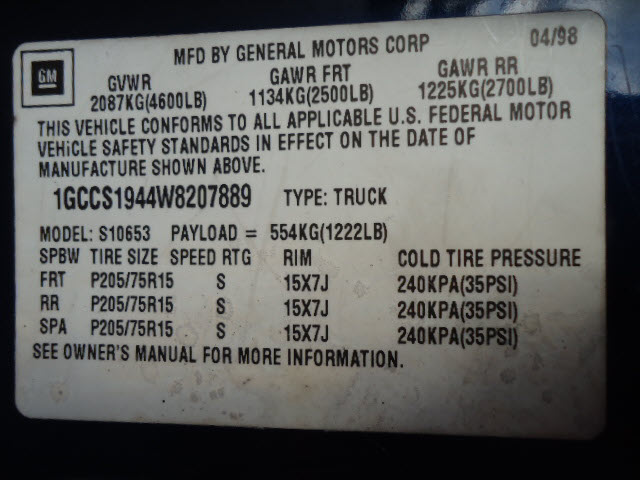 MFD BY GENERAL MOTORS CORP 04/98
GM
GVWR GAWR FRT GAWR RR
2087KG(4600LB) 1134KG(2500LB) 1225KG(2700LB)
THIS VEHICLE CONFORMS TO ALL APPLICABLE U.S. FEDERAL MOTOR
VEHICLE SAFETY STANDARDS IN EFFECT ON THE DATE OF
MANUFACTURE SHOWN ABOVE.
1GCCS1944W8207889 TYPE: TRUCK
MODEL: S10653 PAYLOAD = 554KG(1222LB)
SPBW TIRE SIZE SPEED RTG RIM COLD TIRE PRESSURE
FRT P205/75R15 S 15X7J 240KPA(35PSI)
RR P205/75R15 S 15X7J 240KPA(35PSI)
SPA P205/75R15 S 15X7J 240KPA(35PSI)
SEE OWNER'S MANUAL FOR MORE INFORMATION.